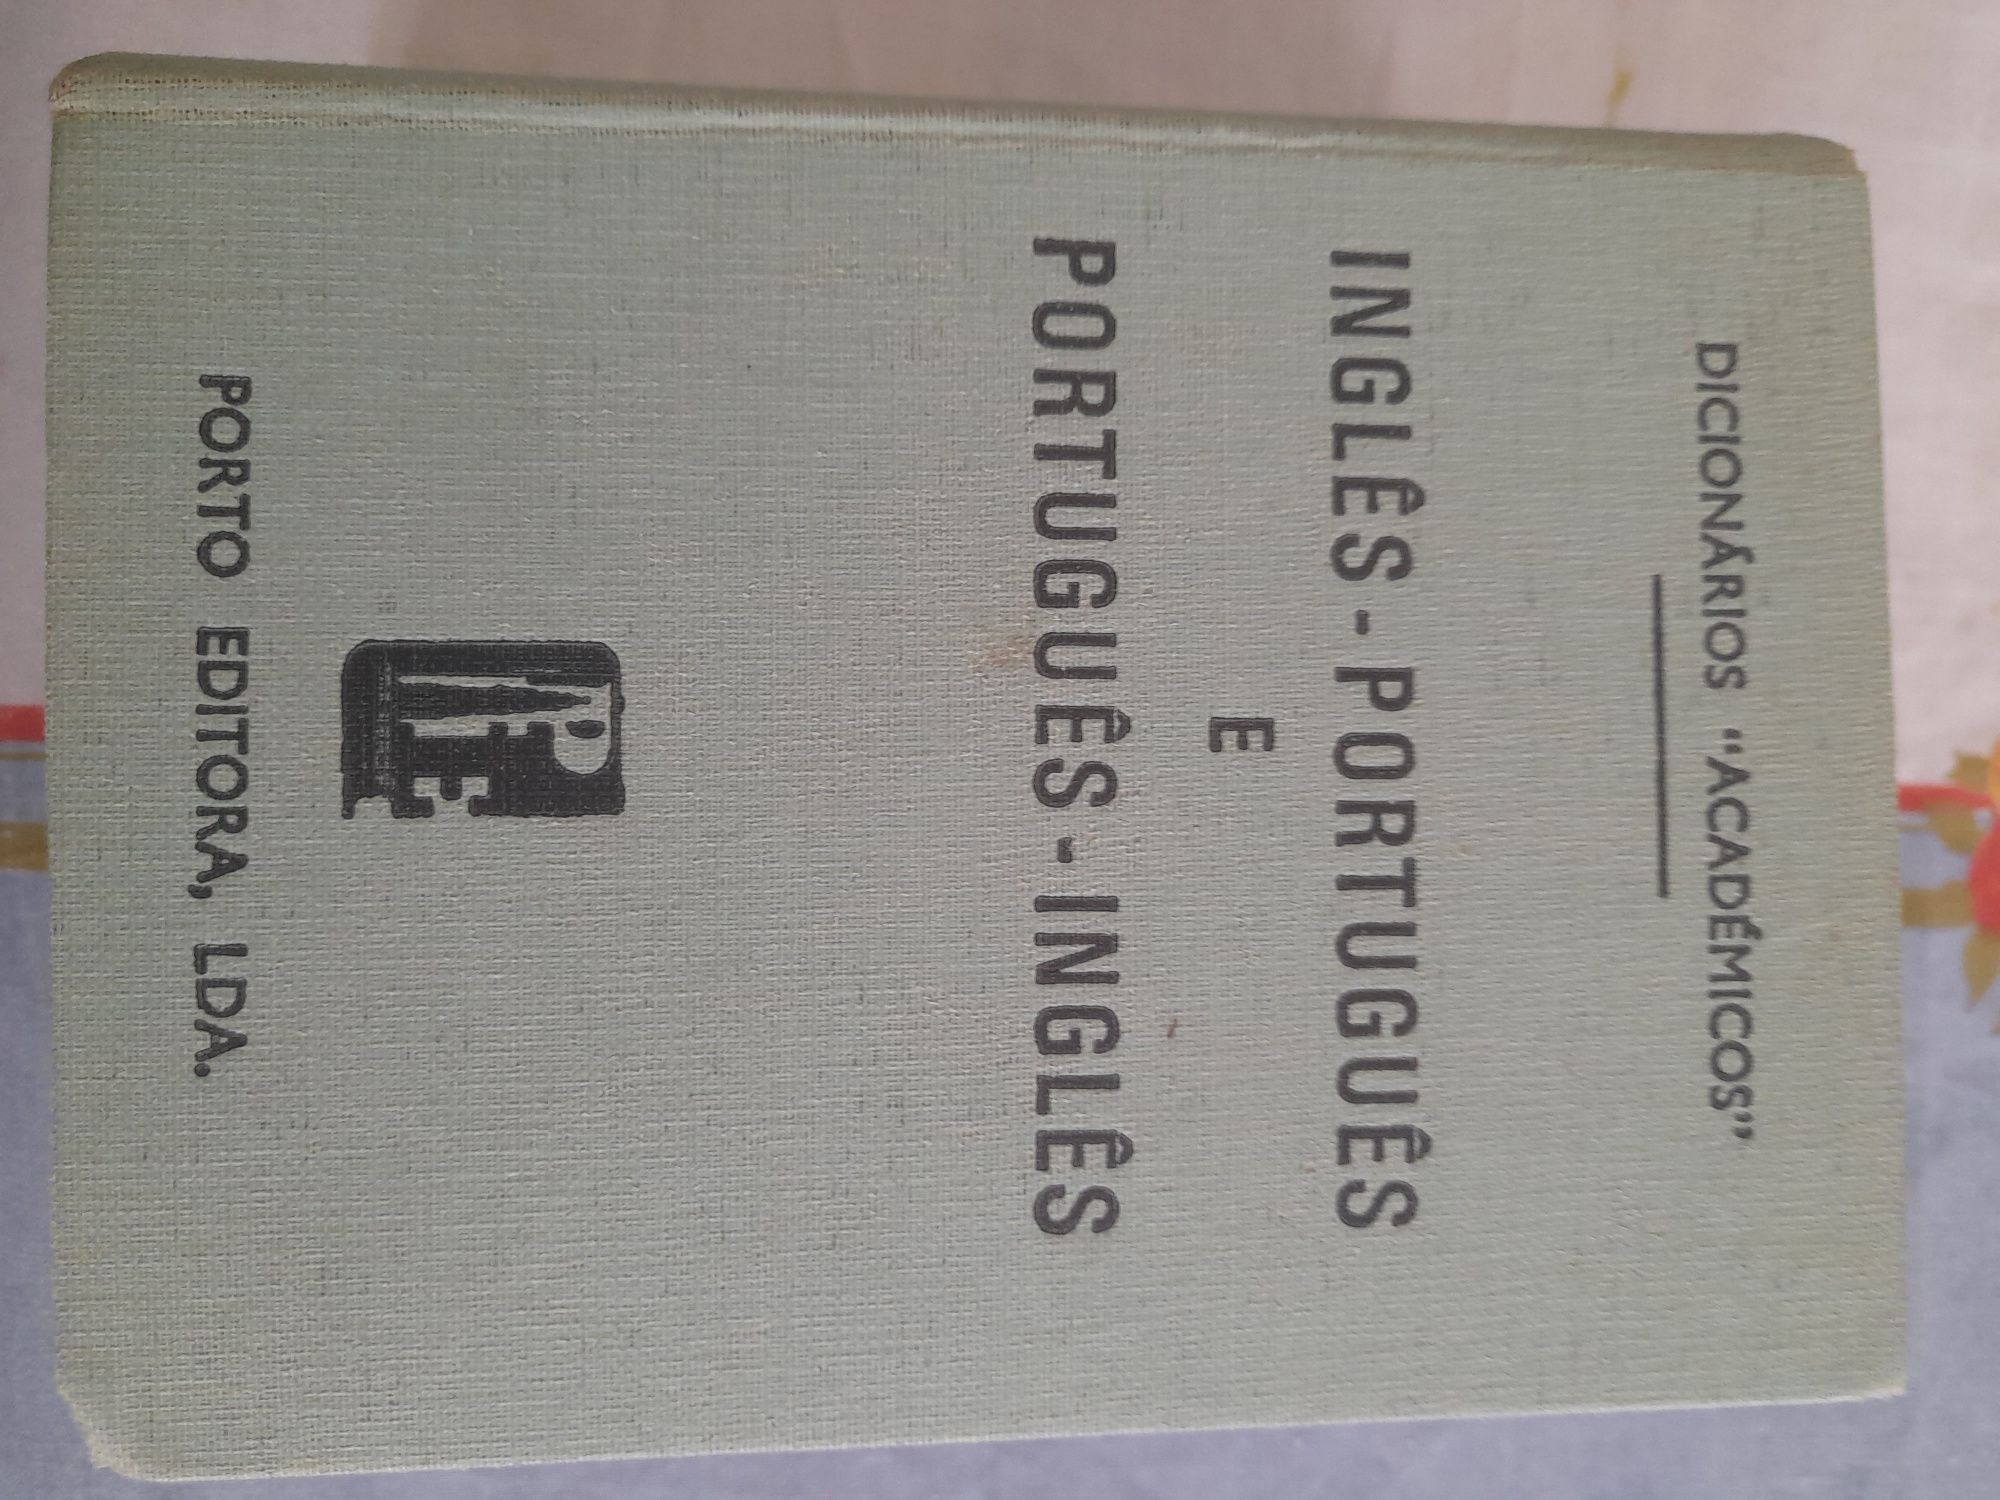 DICIONÁRIOS “ACADÉMICOS”
INGLÊS-PORTUGUÊS
E
PORTUGUÊS-INGLÊS
PE
PORTO EDITORA, LDA.